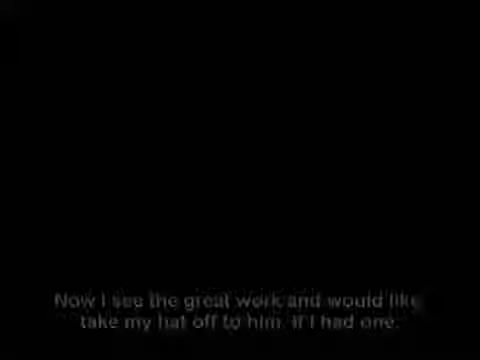 Now I see the great work and would like
take my hat off to him. If I had one.